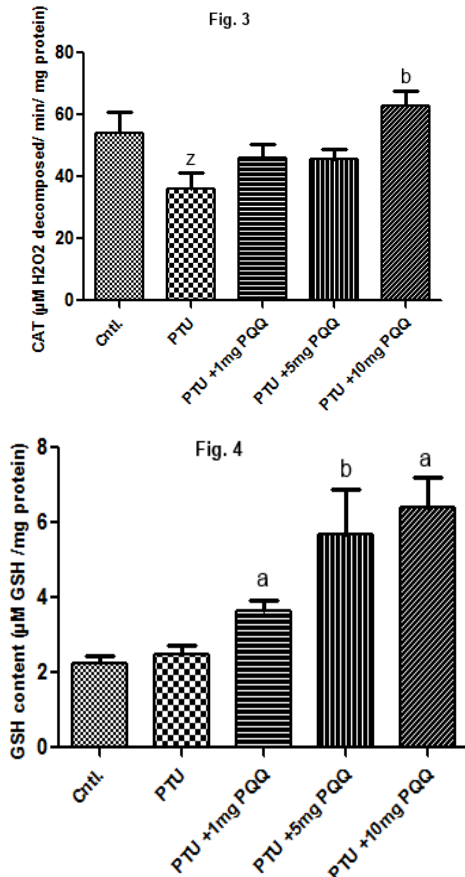 Fig. 3
CAT (µM H2O2 decomposed/ min/ mg protein)
80
60
40
20
0
z
b
Cntl.
PTU
PTU +1mg PQQ
PTU +5mg PQQ
PTU +10mg PQQ
Fig. 4
GSH content (µM GSH /mg protein)
8
6
4
2
0
a
b
a
Cntl.
PTU
PTU +1mg PQQ
PTU +5mg PQQ
PTU +10mg PQQ